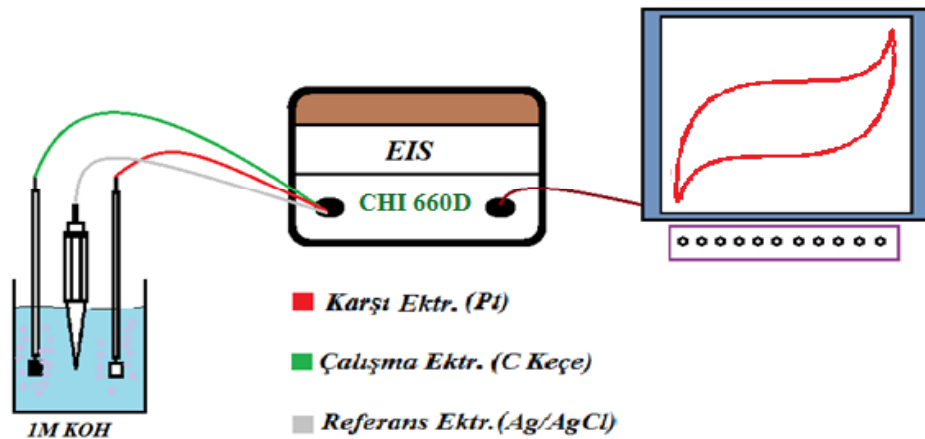 EIS
CHI 660D
Karşı Ektr. (Pt)
Çalışma Ektr. (C Keçe)
Referans Ektr.(Ag/AgCl)
1M KOH